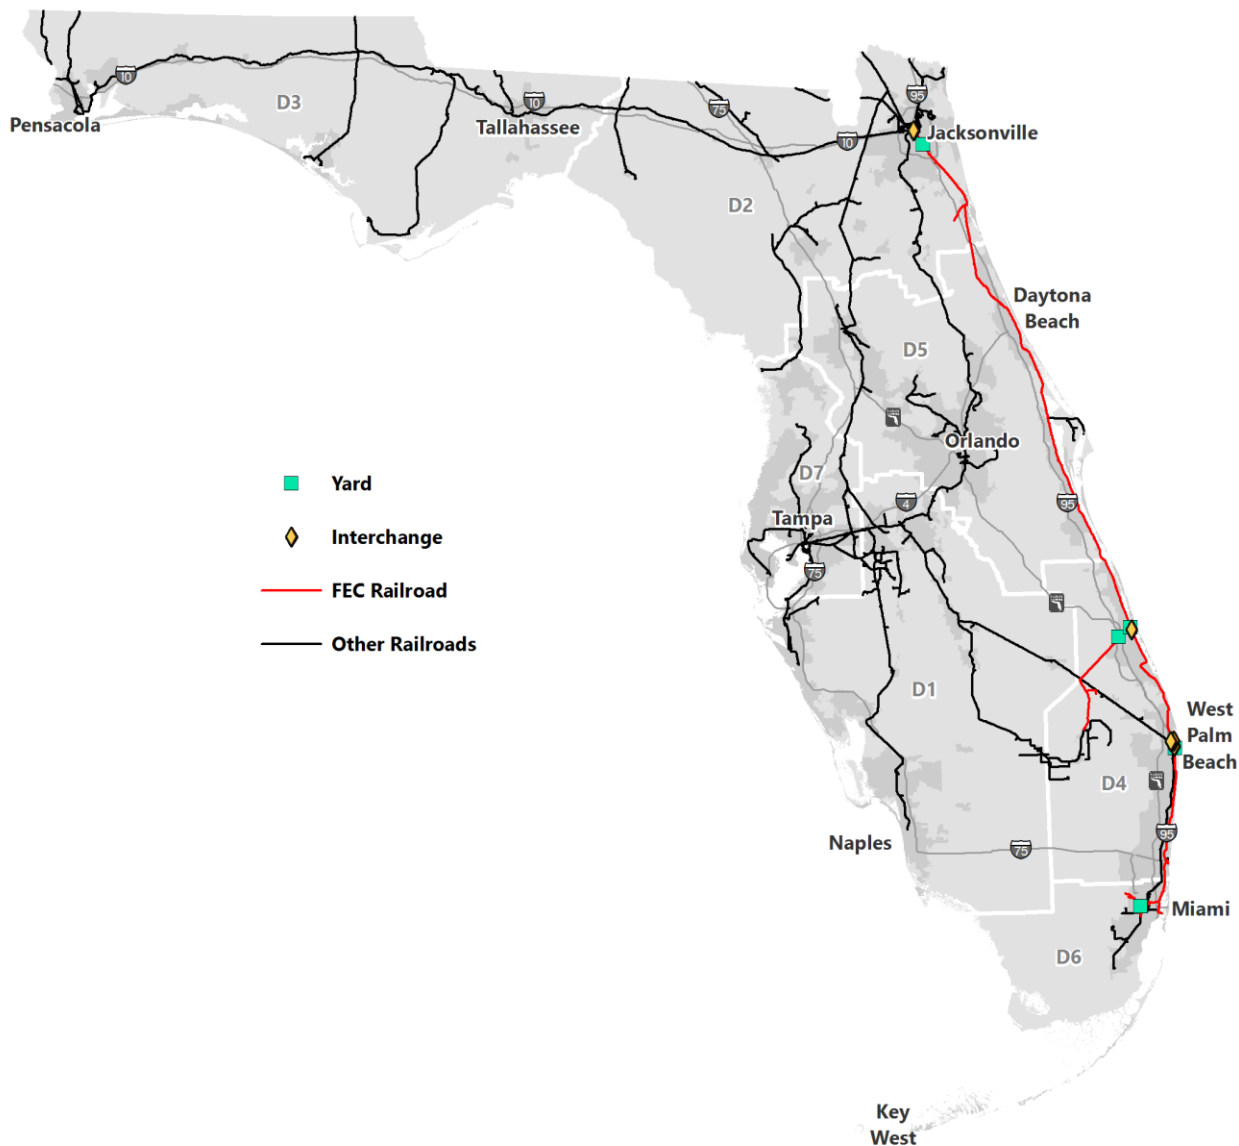 10
D3
Pensacola
10
Tallahassee
75
10
95
Jacksonville
D2
Daytona
Beach
D5
Orlando
D7
4
95
Tampa
75
Yard
Interchange
FEC Railroad
Other Railroads
D1
West
Palm
Beach
D4
95
Naples
75
Miami
D6
Key
West